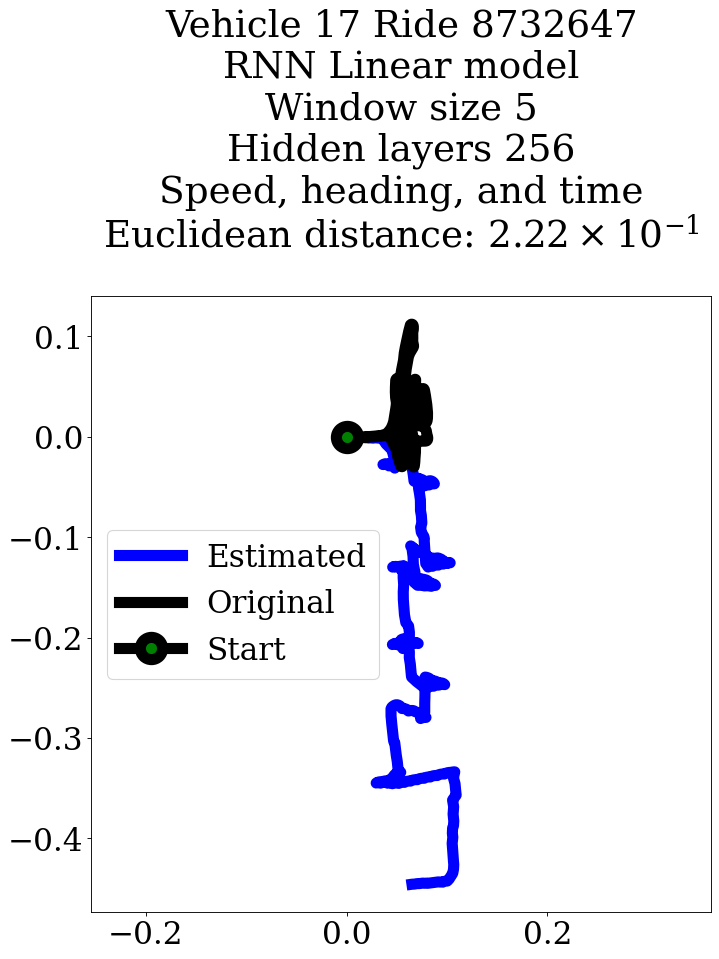 Vehicle 17 Ride 8732647
RNN Linear model
Window size 5
Hidden layers 256
Speed, heading, and time
Euclidean distance: 2.22 × 10⁻¹
0.1
0.0
−0.1
−0.2
−0.3
−0.4
Estimated
Original
Start
−0.2 0.0 0.2